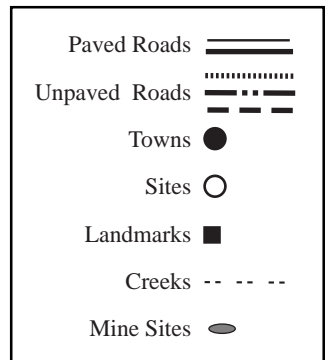 Paved Roads
Unpaved Roads
Towns
Sites
Landmarks
Creeks
Mine Sites